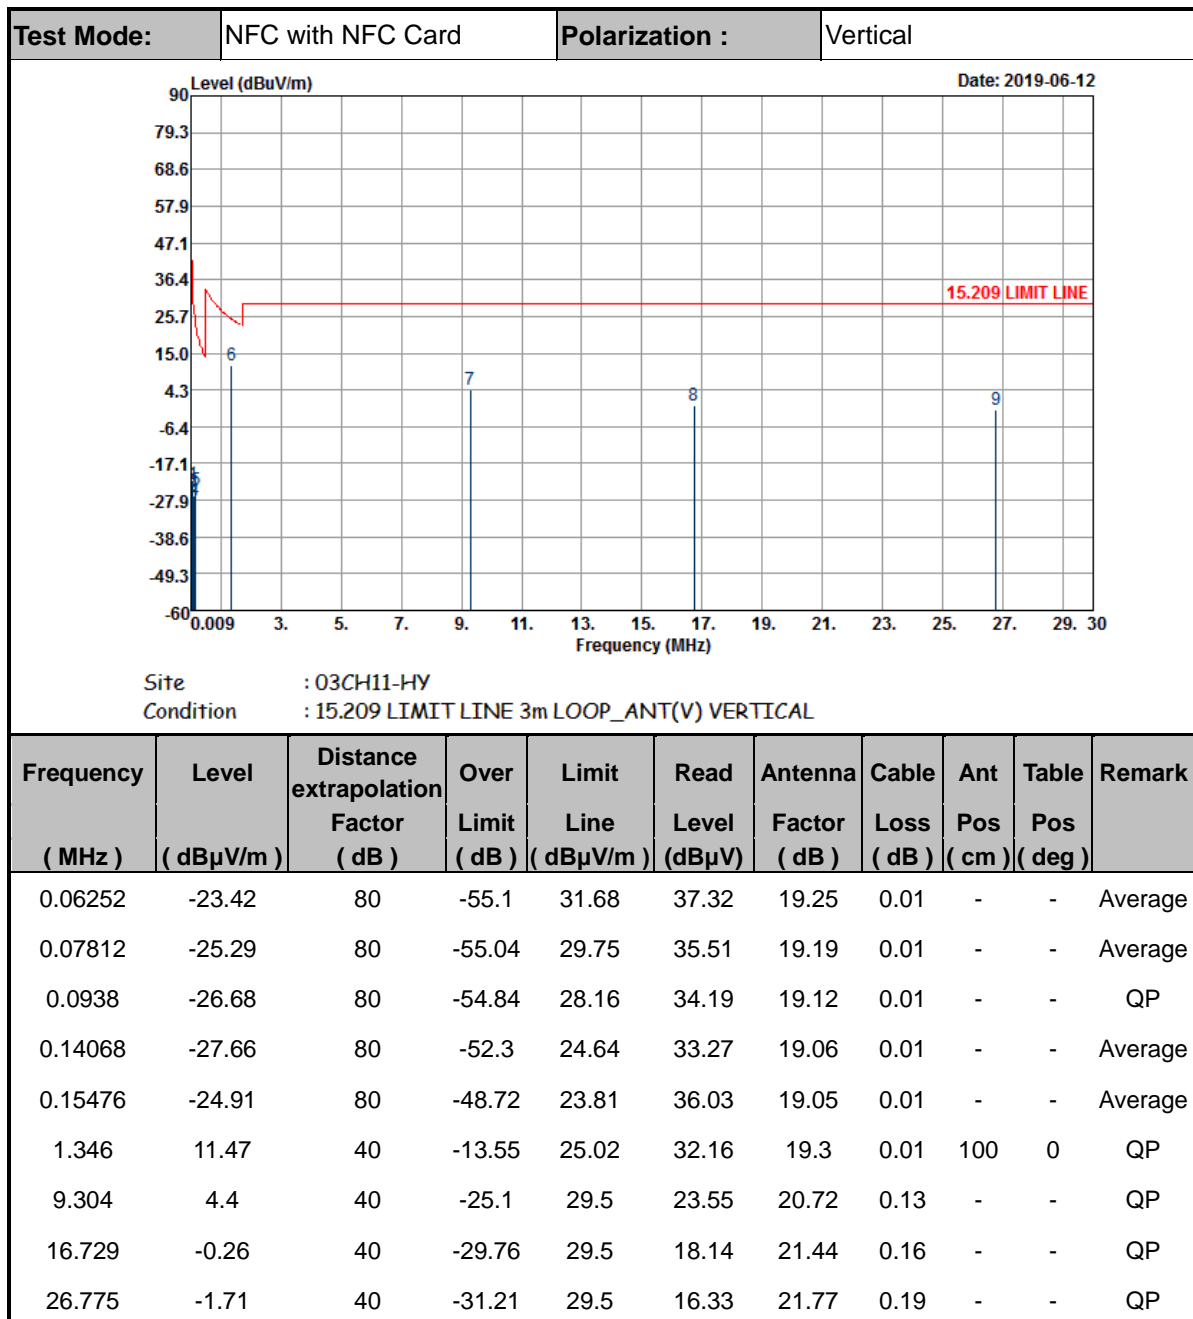 Test Mode: NFC with NFC Card Polarization : Vertical
Level (dBuV/m) Date: 2019-06-12
90
79.3
68.6
57.9
47.1
36.4
15.209 LIMIT LINE
25.7
15.0
6
4.3
7
8
9
-6.4
-17.1
5
-27.9
-38.6
-49.3
-60
0.009 3. 5. 7. 9. 11. 13. 15. 17. 19. 21. 23. 25. 27. 29. 30
Frequency (MHz)
Site : 03CH11-HY
Condition : 15.209 LIMIT LINE 3m LOOP_ANT(V) VERTICAL
Frequency Level Distance extrapolation Over Limit Read Antenna Cable Ant Table Remark
Factor Limit Line Level Factor Loss Pos Pos
( MHz ) ( dBµV/m ) ( dB ) ( dB ) ( dBµV/m ) (dBµV) ( dB ) ( dB ) ( cm ) ( deg )
0.06252 -23.42 80 -55.1 31.68 37.32 19.25 0.01 - - Average
0.07812 -25.29 80 -55.04 29.75 35.51 19.19 0.01 - - Average
0.0938 -26.68 80 -54.84 28.16 34.19 19.12 0.01 - - QP
0.14068 -27.66 80 -52.3 24.64 33.27 19.06 0.01 - - Average
0.15476 -24.91 80 -48.72 23.81 36.03 19.05 0.01 - - Average
1.346 11.47 40 -13.55 25.02 32.16 19.3 0.01 100 0 QP
9.304 4.4 40 -25.1 29.5 23.55 20.72 0.13 - - QP
16.729 -0.26 40 -29.76 29.5 18.14 21.44 0.16 - - QP
26.775 -1.71 40 -31.21 29.5 16.33 21.77 0.19 - - QP